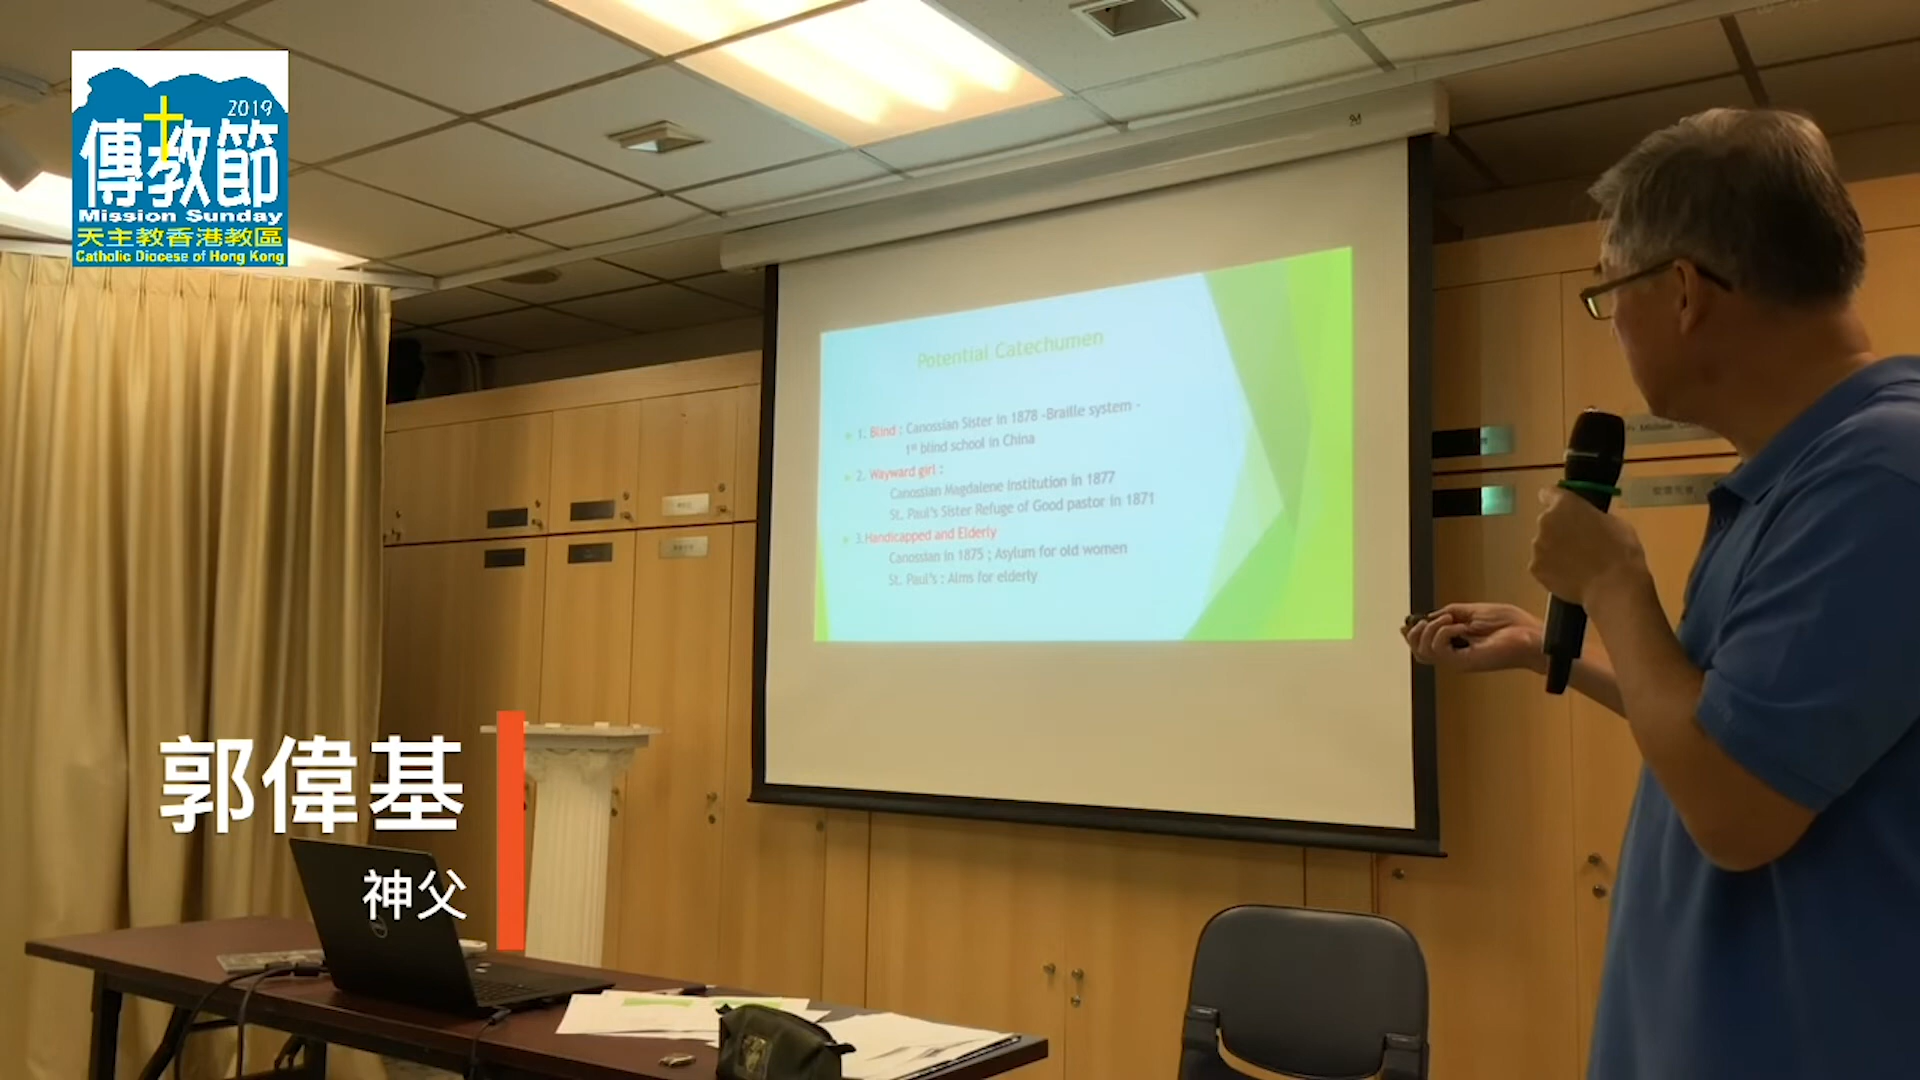 2019
傳教節
Mission Sunday
天主教香港教區
Catholic Diocese of Hong Kong
Potential Catechumen
1. Blind : Canossian Sister in 1878 -Braille system -
1st blind school in China
2. Wayward girl :
Canossian Magdalene Institution in 1877
St. Paul's Sister Refuge of Good pastor in 1871
3.Handicapped and Elderly
Canossian in 1875 ; Asylum for old women
St. Paul's : Alms for elderly
郭偉基
神父
DELL